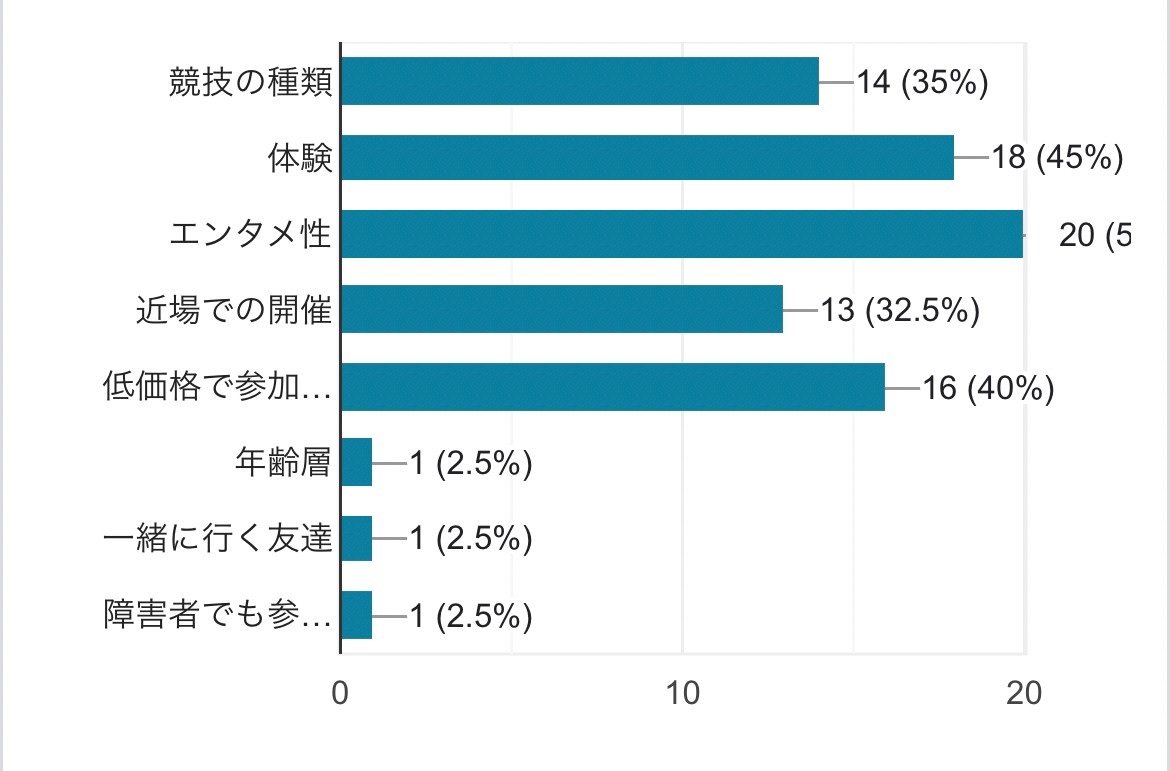 競技の種類 14 (35%)
体験 18 (45%)
エンタメ性 20 (5
近場での開催 13 (32.5%)
低価格で参加… 16 (40%)
年齢層 1 (2.5%)
一緒に行く友達 1 (2.5%)
障害者でも参… 1 (2.5%)
0 10 20